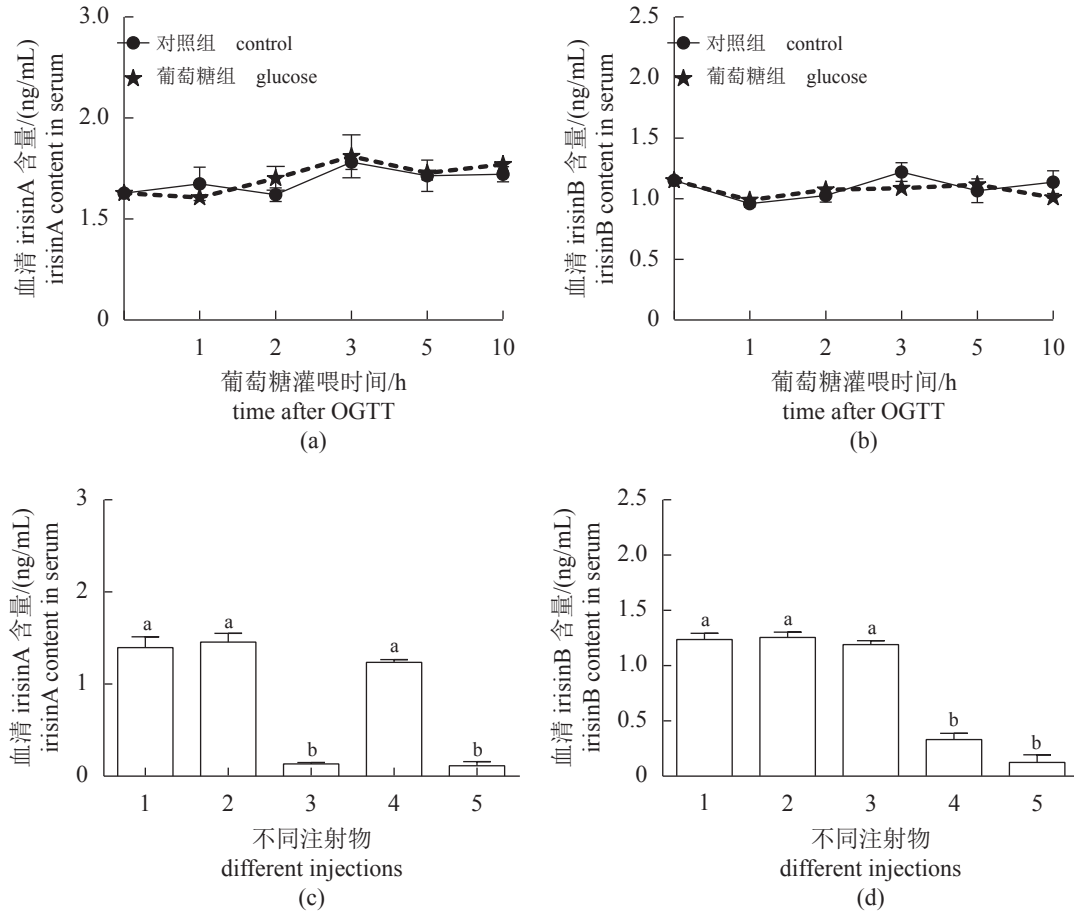 3.0
2.0
1.5
0
血清 irisinA 含量/(ng/mL)
irisinA content in serum
对照组 control
葡萄糖组 glucose
1 2 3 5 10
葡萄糖灌喂时间/h
time after OGTT
(a)
2.5
2.0
1.5
1.0
0.5
0
血清 irisinB 含量/(ng/mL)
irisinB content in serum
对照组 control
葡萄糖组 glucose
1 2 3 5 10
葡萄糖灌喂时间/h
time after OGTT
(b)
3
2
1
0
血清 irisinA 含量/(ng/mL)
irisinA content in serum
a a b a b
1 2 3 4 5
不同注射物
different injections
(c)
2.5
2.0
1.5
1.0
0.5
0
血清 irisinB 含量/(ng/mL)
irisinB content in serum
a a a b b
1 2 3 4 5
不同注射物
different injections
(d)